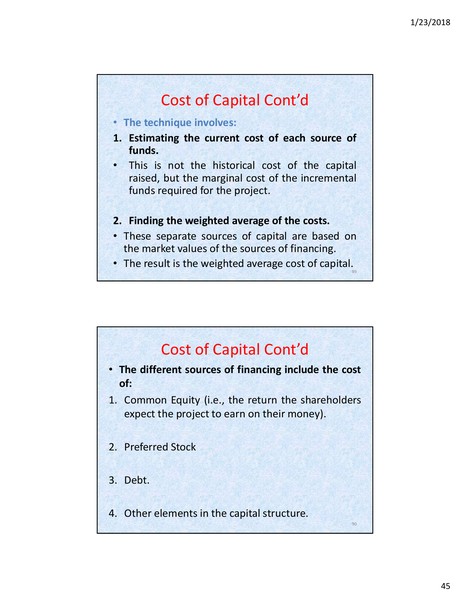 1/23/2018
Cost of Capital Cont’d
• The technique involves:
1. Estimating the current cost of each source of
funds.
• This is not the historical cost of the capital
raised, but the marginal cost of the incremental
funds required for the project.
2. Finding the weighted average of the costs.
• These separate sources of capital are based on
the market values of the sources of financing.
• The result is the weighted average cost of capital.
Cost of Capital Cont’d
• The different sources of financing include the cost
of:
1. Common Equity (i.e., the return the shareholders
expect the project to earn on their money).
2. Preferred Stock
3. Debt.
4. Other elements in the capital structure.
45